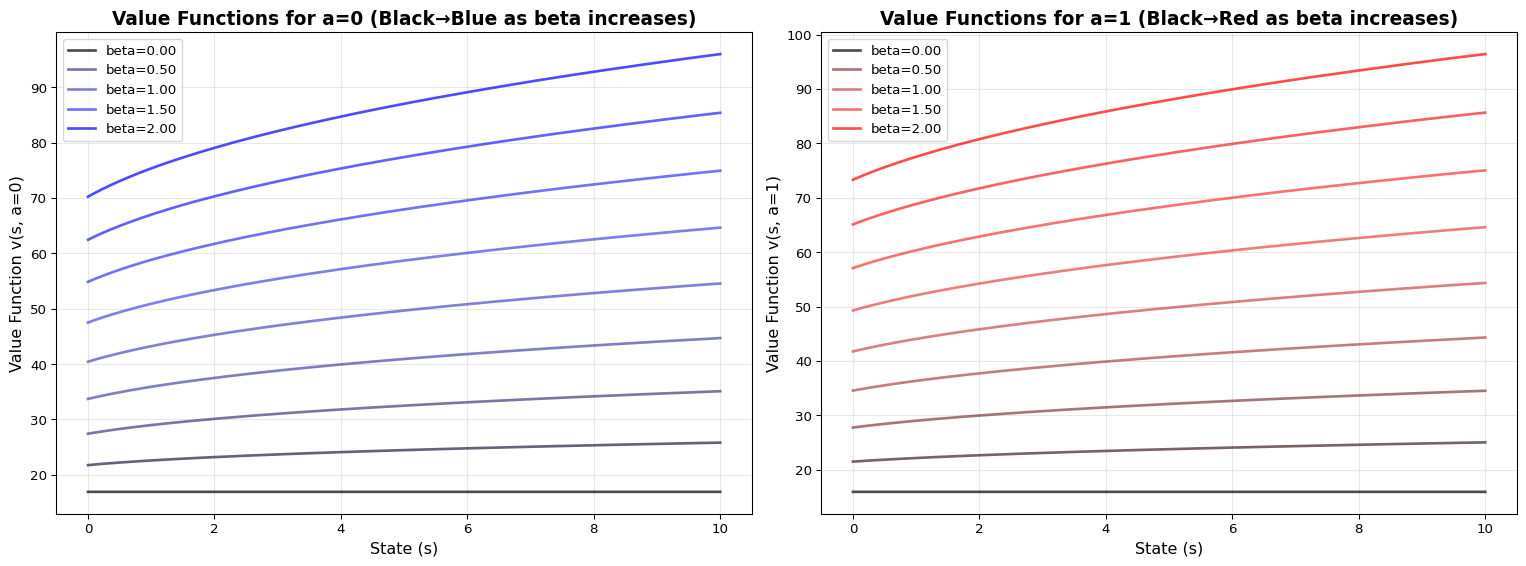 Value Functions for a=0 (Black→Blue as beta increases)
beta=0.00
beta=0.50
beta=1.00
beta=1.50
beta=2.00
90
80
70
60
50
40
30
20
Value Function v(s, a=0)
0 2 4 6 8 10
State (s)
Value Functions for a=1 (Black→Red as beta increases)
beta=0.00
beta=0.50
beta=1.00
beta=1.50
beta=2.00
100
90
80
70
60
50
40
30
20
Value Function v(s, a=1)
0 2 4 6 8 10
State (s)